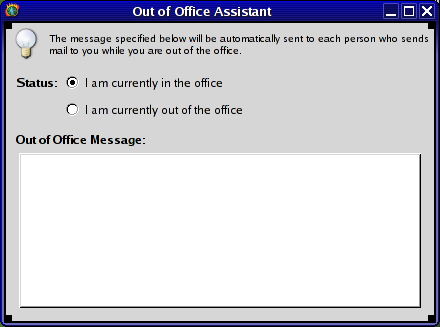 Out of Office Assistant
The message specified below will be automatically sent to each person who sends
mail to you while you are out of the office.
Status: I am currently in the office
I am currently out of the office
Out of Office Message: